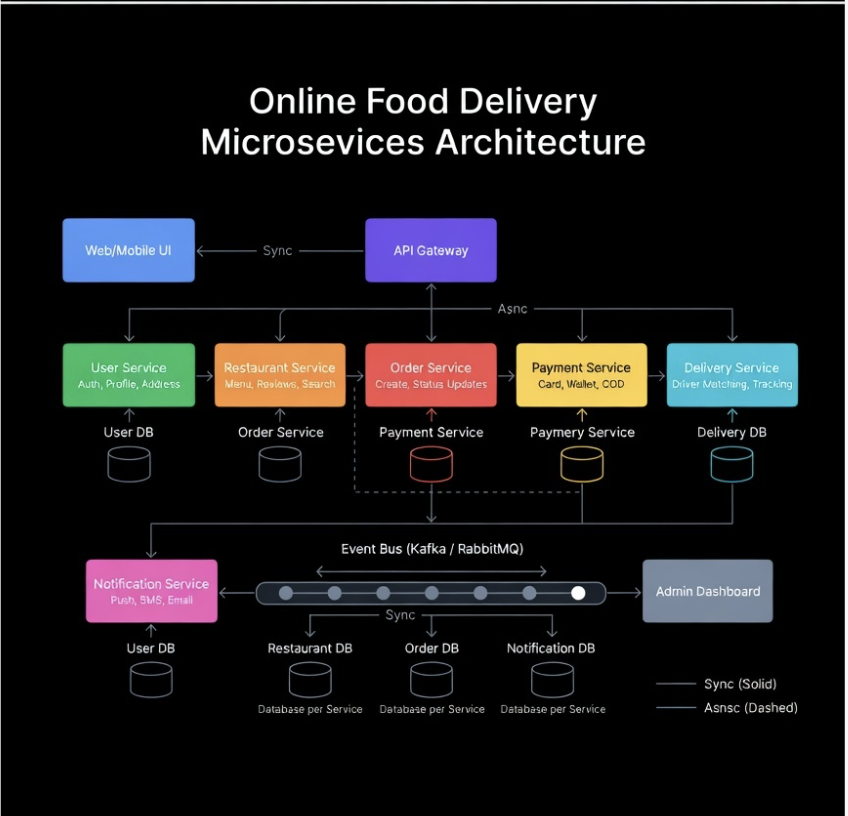 Online Food Delivery
Microsevices Architecture
Web/Mobile UI
Sync
API Gateway
Asnc
User Service
Auth, Profile, Address
Restaurant Service
Menu, Reviews, Search
Order Service
Create, Status Updates
Payment Service
Card, Wallet, COD
Delivery Service
Driver Matching, Tracking
User DB
Order Service
Payment Service
Paymery Service
Delivery DB
Event Bus (Kafka / RabbitMQ)
Notification Service
Push, SMS, Email
Admin Dashboard
Sync
User DB
Restaurant DB
Order DB
Notification DB
Database per Service
Database per Service
Database per Service
Sync (Solid)
Asnsc (Dashed)